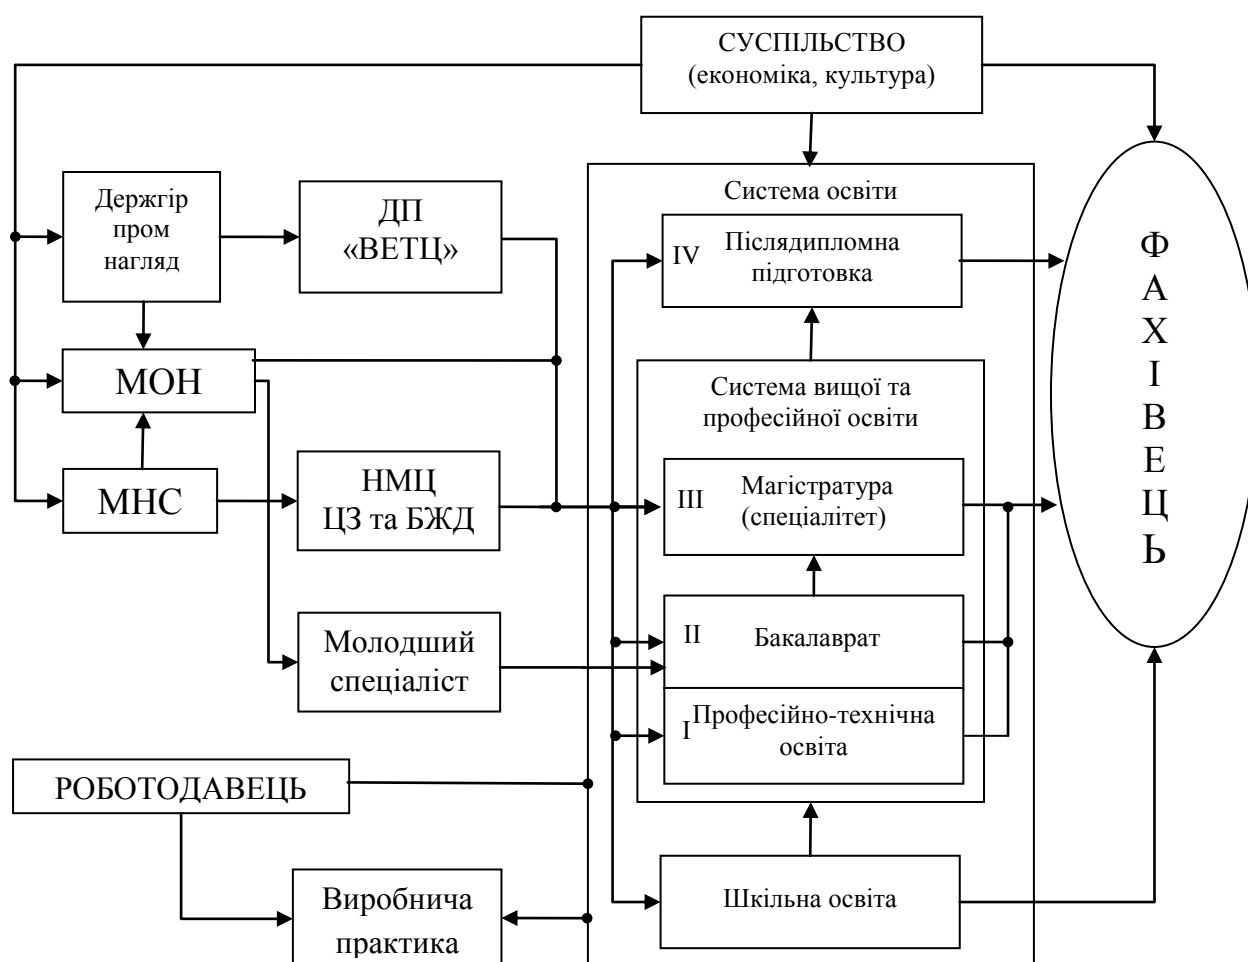 СУСПІЛЬСТВО
(економіка, культура)
Держгір
пром
нагляд
ДП
«ВЕТЦ»
Система освіти
IV Післядипломна
підготовка
МОН
Система вищої та
професійної освіти
МНС
НМЦ
ЦЗ та БЖД
III Магістратура
(спеціалітет)
Молодший
спеціаліст
II Бакалаврат
I Професійно-технічна
освіта
РОБОТОДАВЕЦЬ
Виробнича
практика
Шкільна освіта
Ф
А
Х
І
В
Е
Ц
Ь